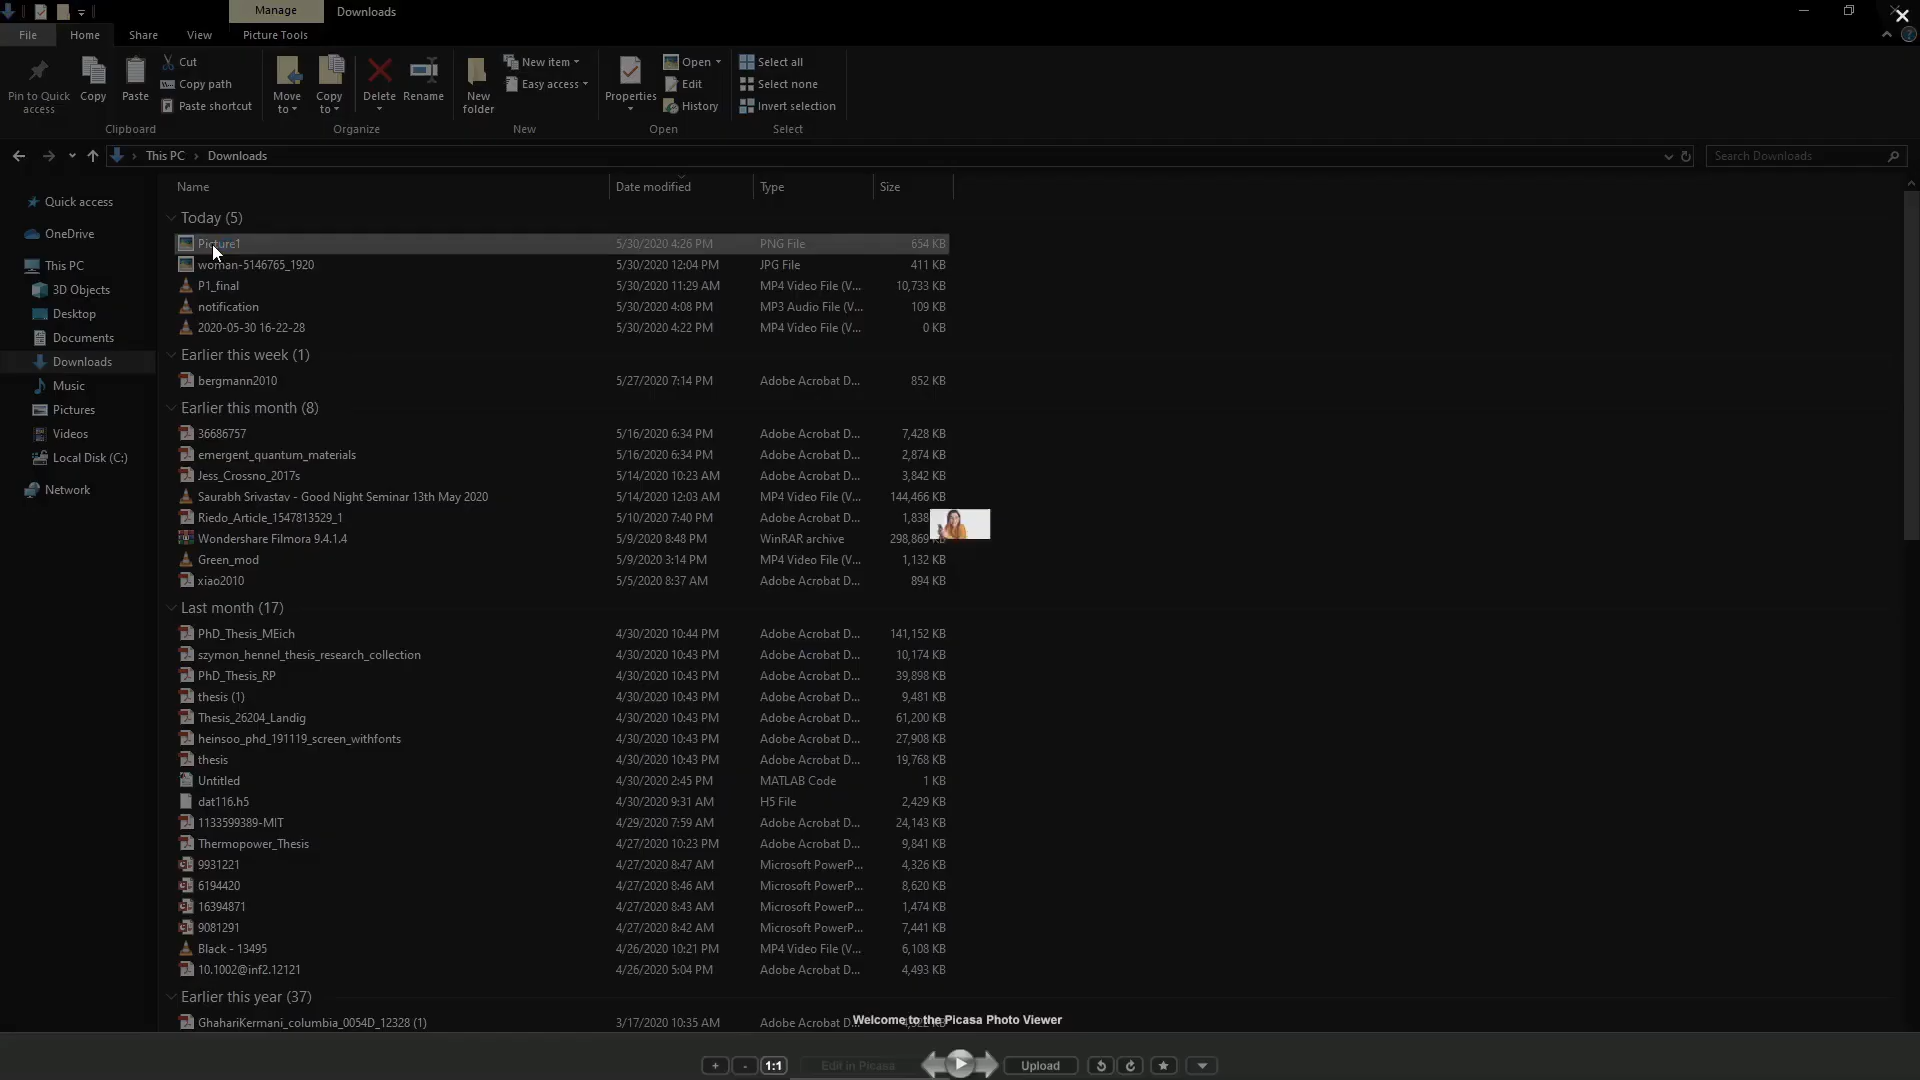 Manage Downloads
File Home Share View Picture Tools
Pin to Quick access
Copy
Paste
Cut
Copy path
Paste shortcut
Clipboard
Move to
Copy to
Delete
Rename
Organize
New folder
New item
Easy access
New
Properties
Open
Edit
History
Open
Select all
Select none
Invert selection
Select
This PC Downloads
Search Downloads
Quick access
OneDrive
This PC
3D Objects
Desktop
Documents
Downloads
Music
Pictures
Videos
Local Disk (C:)
Network
Name Date modified Type Size
Today (5)
Picture1 5/30/2020 4:26 PM PNG File 654 KB
woman-5146765_1920 5/30/2020 12:04 PM JPG File 411 KB
P1_final 5/30/2020 11:29 AM MP4 Video File (V... 10,733 KB
notification 5/30/2020 4:08 PM MP3 Audio File (V... 109 KB
2020-05-30 16-22-28 5/30/2020 4:22 PM MP4 Video File (V... 0 KB
Earlier this week (1)
bergmann2010 5/27/2020 7:14 PM Adobe Acrobat D... 852 KB
Earlier this month (8)
36686757 5/16/2020 6:34 PM Adobe Acrobat D... 7,428 KB
emergent_quantum_materials 5/16/2020 6:34 PM Adobe Acrobat D... 2,874 KB
Jess_Crossno_2017s 5/14/2020 10:23 AM Adobe Acrobat D... 3,842 KB
Saurabh Srivastav - Good Night Seminar 13th May 2020 5/14/2020 12:03 AM MP4 Video File (V... 144,466 KB
Riedo_Article_1547813529_1 5/10/2020 7:40 PM Adobe Acrobat D... 1,838
Wondershare Filmora 9.4.1.4 5/9/2020 8:48 PM WinRAR archive 298,869 KB
Green_mod 5/9/2020 3:14 PM MP4 Video File (V... 1,132 KB
xiao2010 5/5/2020 8:37 AM Adobe Acrobat D... 894 KB
Last month (17)
PhD_Thesis_MEich 4/30/2020 10:44 PM Adobe Acrobat D... 141,152 KB
szymon_hennel_thesis_research_collection 4/30/2020 10:43 PM Adobe Acrobat D... 10,174 KB
PhD_Thesis_RP 4/30/2020 10:43 PM Adobe Acrobat D... 39,898 KB
thesis (1) 4/30/2020 10:43 PM Adobe Acrobat D... 9,481 KB
Thesis_26204_Landig 4/30/2020 10:43 PM Adobe Acrobat D... 61,200 KB
heinsoo_phd_191119_screen_withfonts 4/30/2020 10:43 PM Adobe Acrobat D... 27,908 KB
thesis 4/30/2020 10:43 PM Adobe Acrobat D... 19,768 KB
Untitled 4/30/2020 2:45 PM MATLAB Code 1 KB
dat116.h5 4/30/2020 9:31 AM H5 File 2,429 KB
1133599389-MIT 4/29/2020 7:59 AM Adobe Acrobat D... 24,143 KB
Thermopower_Thesis 4/27/2020 10:23 PM Adobe Acrobat D... 9,841 KB
9931221 4/27/2020 8:47 AM Microsoft PowerP... 4,326 KB
6194420 4/27/2020 8:46 AM Microsoft PowerP... 8,620 KB
16394871 4/27/2020 8:43 AM Microsoft PowerP... 1,474 KB
9081291 4/27/2020 8:42 AM Microsoft PowerP... 7,441 KB
Black - 13495 4/26/2020 10:21 PM MP4 Video File (V... 6,108 KB
10.1002@inf2.12121 4/26/2020 5:04 PM Adobe Acrobat D... 4,493 KB
Earlier this year (37)
GhahariKermani_columbia_0054D_12328 (1) 3/17/2020 10:35 AM Adobe Acrobat D...
Welcome to the Picasa Photo Viewer
+ - 1:1 Edit in Picasa Upload